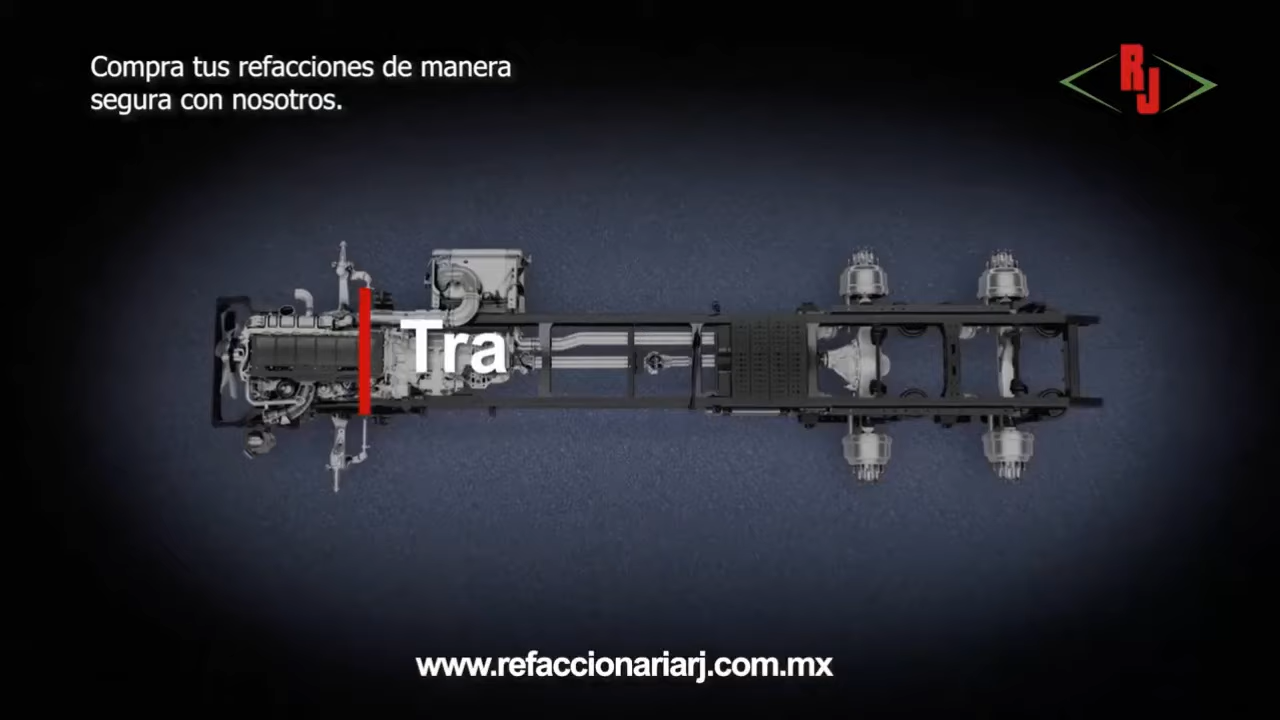 Compra tus refacciones de manera
segura con nosotros.
RJ
Tra
www.refaccionariarj.com.mx